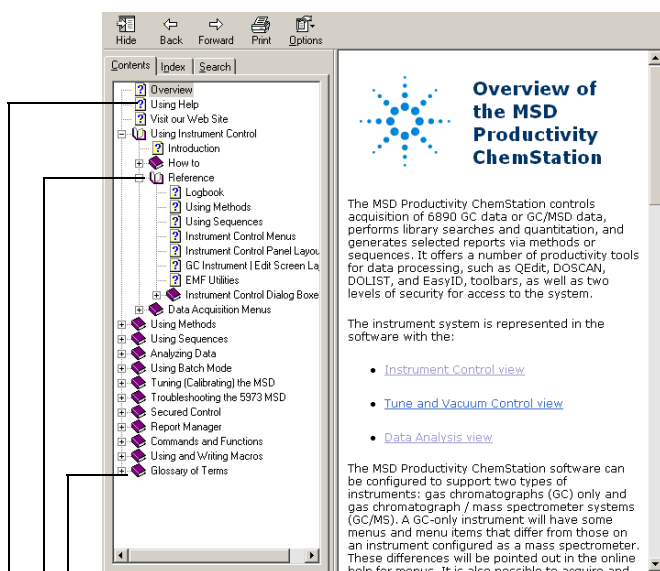 Hide Back Forward Print Options
Contents Index Search
Overview
Using Help
Visit our Web Site
Using Instrument Control
Introduction
How to
Reference
Logbook
Using Methods
Using Sequences
Instrument Control Menus
Instrument Control Panel Layou
GC Instrument | Edit Screen La
EMF Utilities
Instrument Control Dialog Boxe
Data Acquisition Menus
Using Methods
Using Sequences
Analyzing Data
Using Batch Mode
Tuning (Calibrating) the MSD
Troubleshooting the 5973 MSD
Secured Control
Report Manager
Commands and Functions
Using and Writing Macros
Glossary of Terms
Overview of
the MSD
Productivity
ChemStation
The MSD Productivity ChemStation controls
acquisition of 6890 GC data or GC/MSD data,
performs library searches and quantitation, and
generates selected reports via methods or
sequences. It offers a number of productivity tools
for data processing, such as QEdit, DOSCAN,
DOLIST, and EasyID, toolbars, as well as two
levels of security for access to the system.
The instrument system is represented in the
software with the:
• Instrument Control view
• Tune and Vacuum Control view
• Data Analysis view
The MSD Productivity ChemStation software can
be configured to support two types of
instruments: gas chromatographs (GC) only and
gas chromatograph / mass spectrometer systems
(GC/MS). A GC-only instrument will have some
menus and menu items that differ from those on
an instrument configured as a mass spectrometer.
These differences will be pointed out in the online
help for menus. It is also possible to acquire and